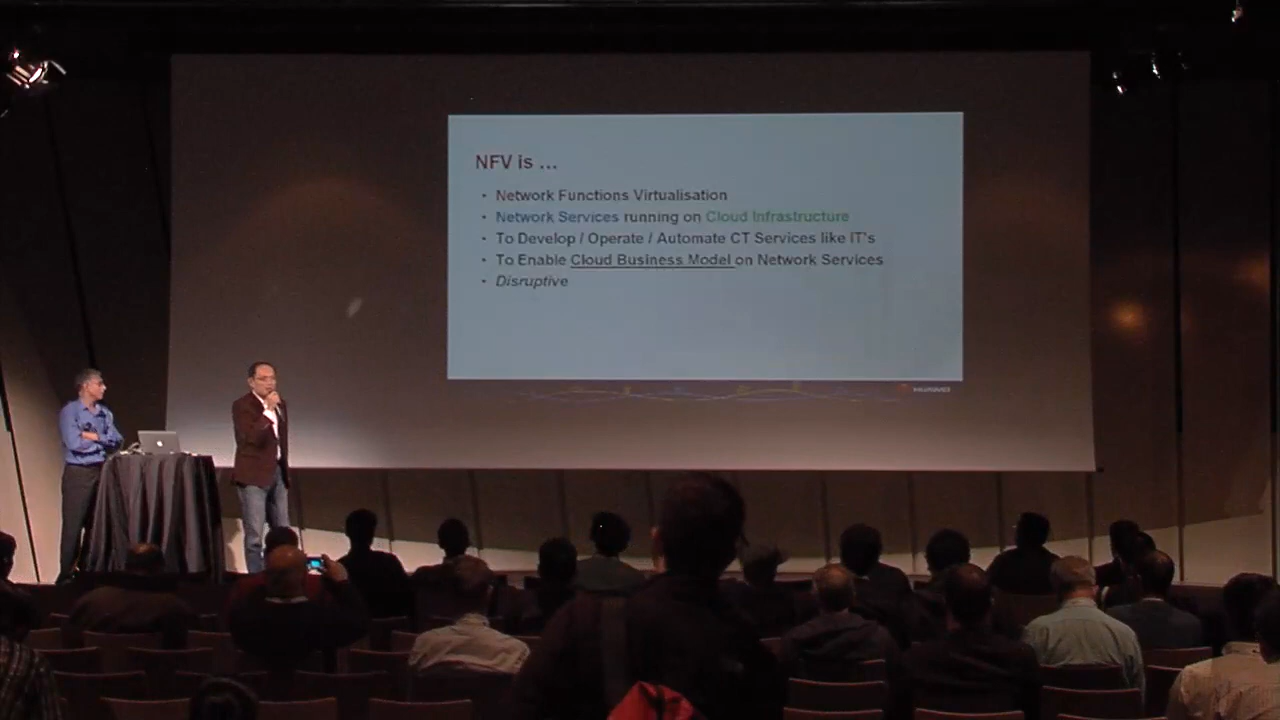 NFV is ...
• Network Functions Virtualisation
• Network Services running on Cloud Infrastructure
• To Develop / Operate / Automate CT Services like IT's
• To Enable Cloud Business Model on Network Services
• Disruptive
HUAWEI